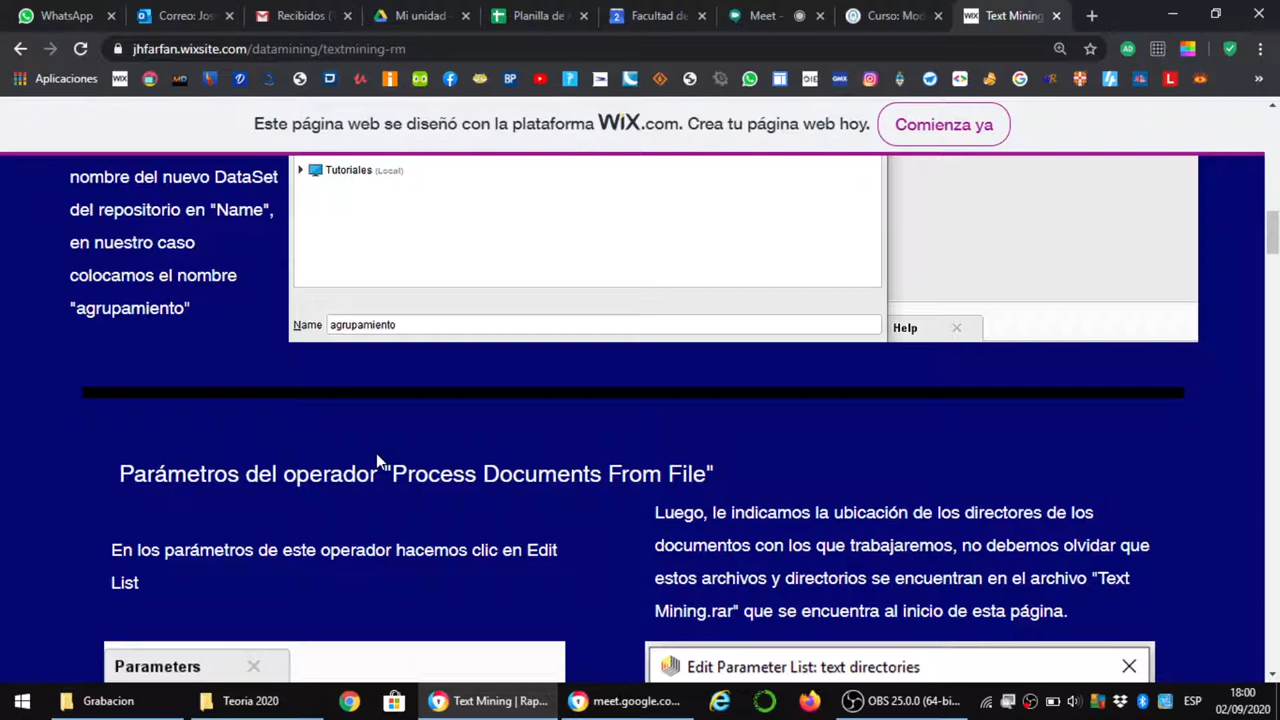 WhatsApp
Correo: Jos
Recibidos (
Mi unidad -
Planilla de
Facultad de
Meet -
Curso: Mod
WiX Text Mining
jhfarfan.wixsite.com/datamining/textmining-rm
Aplicaciones
Este página web se diseñó con la plataforma WiX.com. Crea tu página web hoy.
Comienza ya
nombre del nuevo DataSet
del repositorio en "Name",
en nuestro caso
colocamos el nombre
"agrupamiento"
Tutoriales (Local)
Name agrupamiento
Help
Parámetros del operador "Process Documents From File"
En los parámetros de este operador hacemos clic en Edit
List
Luego, le indicamos la ubicación de los directores de los
documentos con los que trabajaremos, no debemos olvidar que
estos archivos y directorios se encuentran en el archivo "Text
Mining.rar" que se encuentra al inicio de esta página.
Parameters
Edit Parameter List: text directories
Grabacion
Teoria 2020
Text Mining | Rap...
meet.google.co...
OBS 25.0.0 (64-bi...
ESP
18:00
02/09/2020